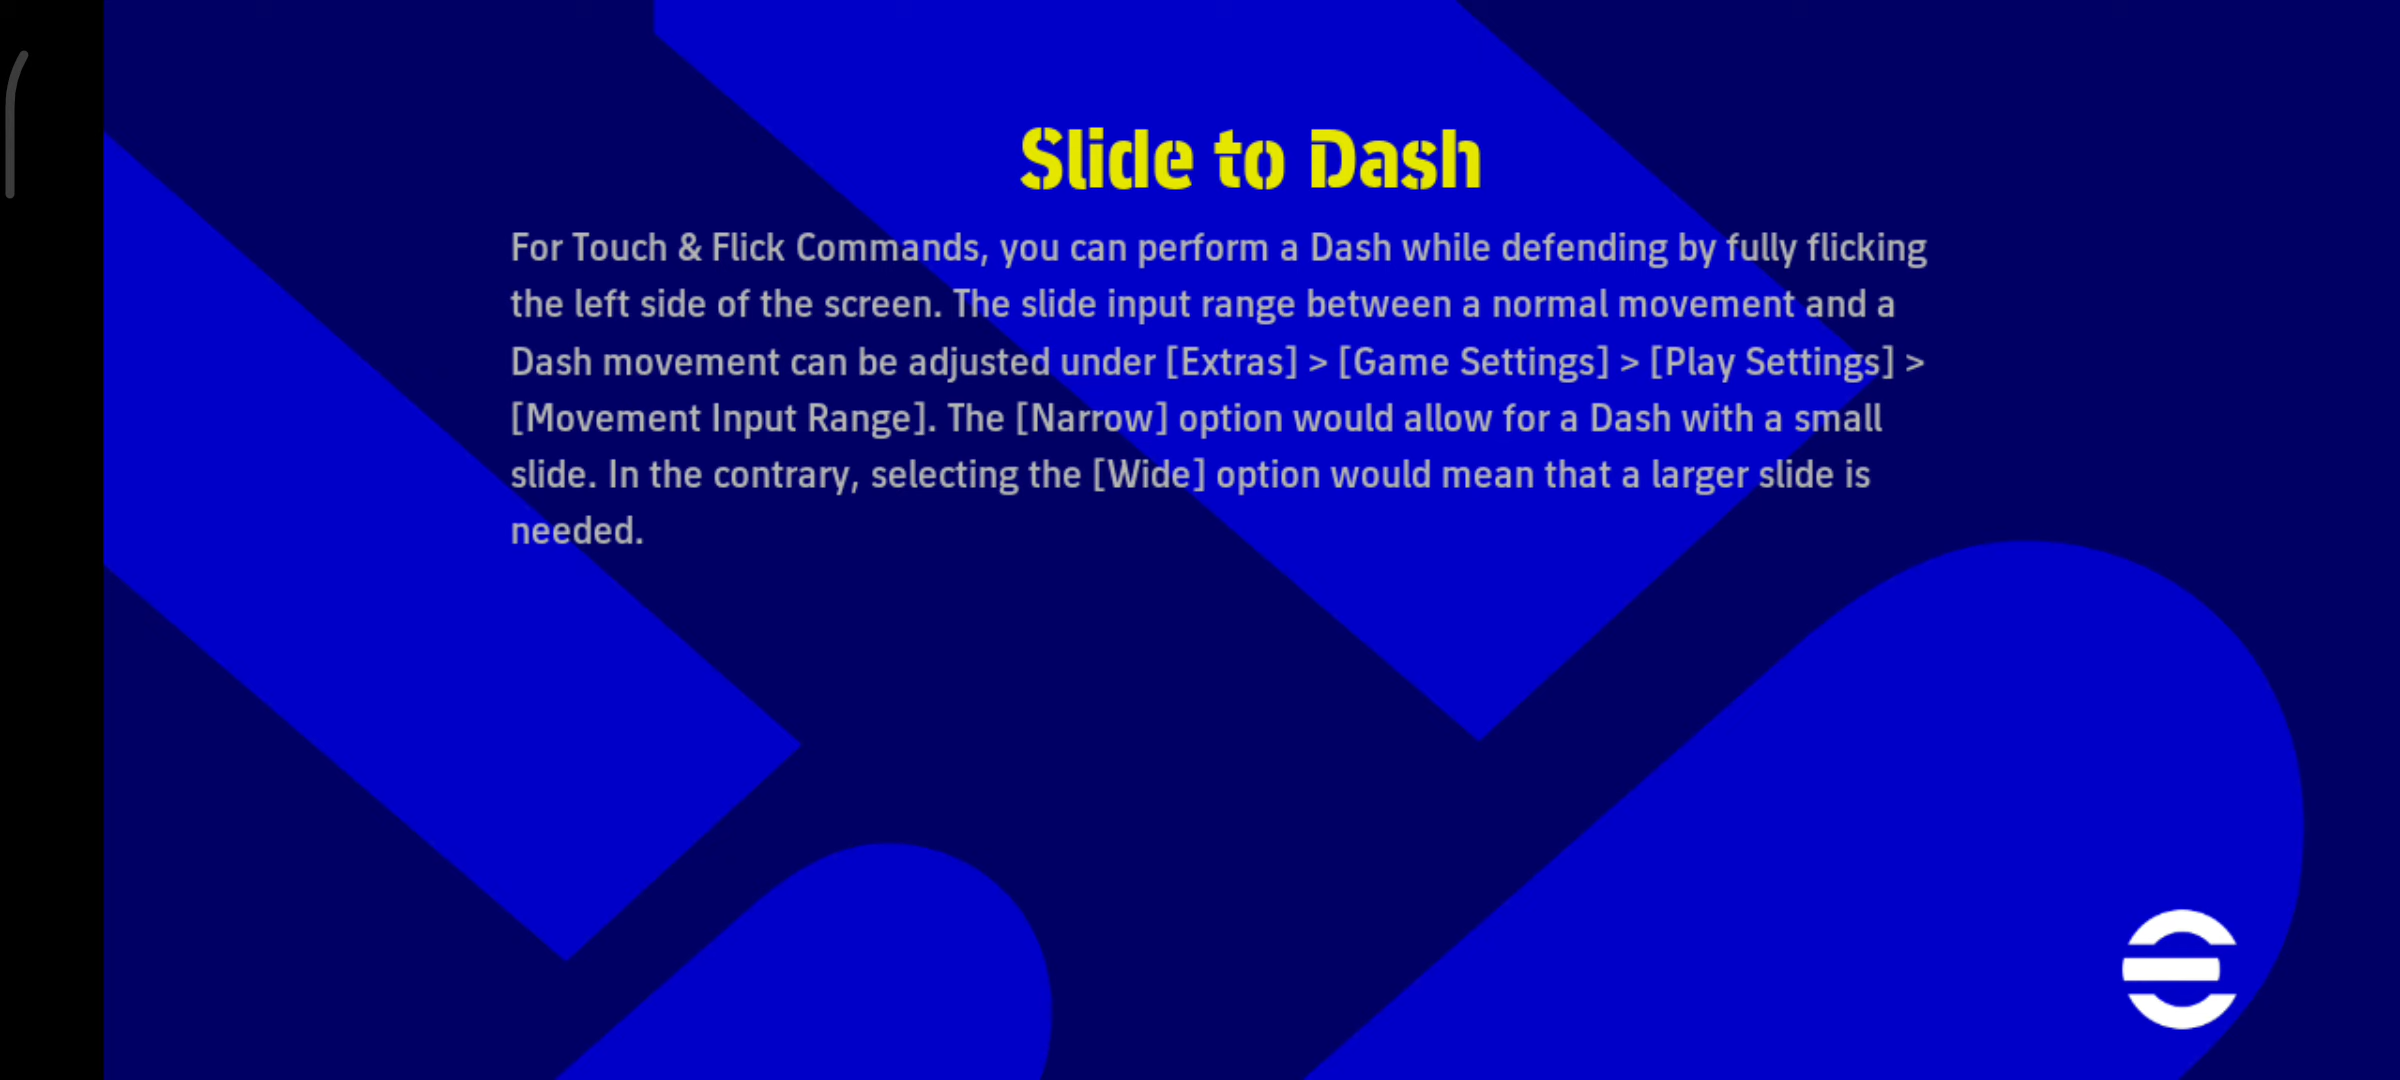 Slide to Dash
For Touch & Flick Commands, you can perform a Dash while defending by fully flicking
the left side of the screen. The slide input range between a normal movement and a
Dash movement can be adjusted under [Extras] > [Game Settings] > [Play Settings] >
[Movement Input Range]. The [Narrow] option would allow for a Dash with a small
slide. In the contrary, selecting the [Wide] option would mean that a larger slide is
needed.